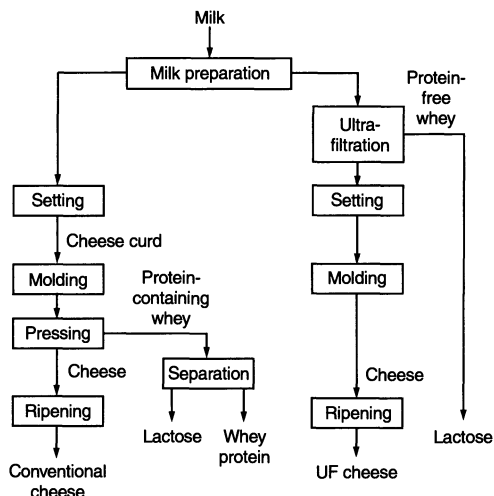 Milk
Milk preparation
Protein-
free whey
Ultra-
filtration
Setting
Setting
Cheese curd
Molding
Molding
Protein-
containing
whey
Pressing
Cheese
Separation
Cheese
Ripening
Ripening
Lactose
Whey
protein
Lactose
Conventional
cheese
UF cheese